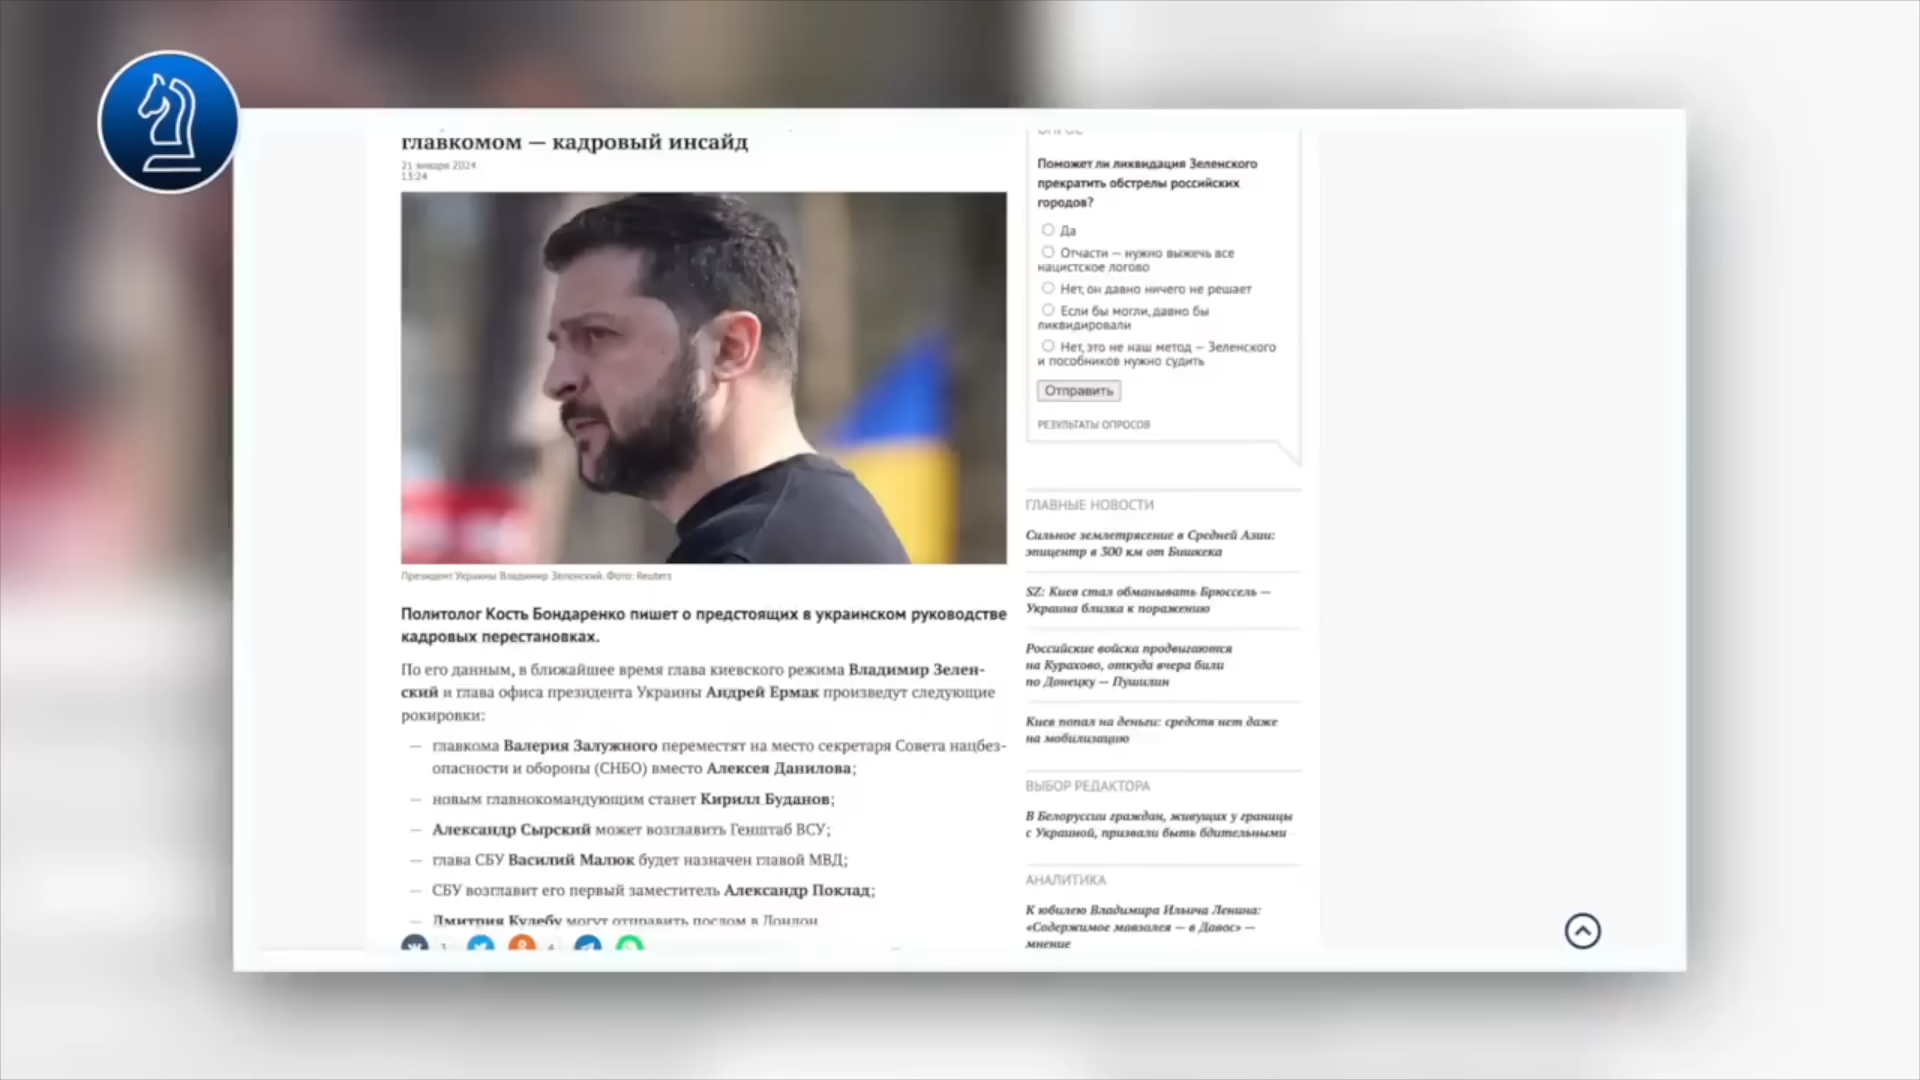 главкомом — кадровый инсайд
21 января 2024
13:24
Президент Украины Владимир Зеленский. Фото: Reuters
Политолог Кость Бондаренко пишет о предстоящих в украинском руководстве
кадровых перестановках.
По его данным, в ближайшее время глава киевского режима Владимир Зелен-
ский и глава офиса президента Украины Андрей Ермак произведут следующие
рокировки:
— главкома Валерия Залужного переместят на место секретаря Совета нацбез-
опасности и обороны (СНБО) вместо Алексея Данилова;
— новым главнокомандующим станет Кирилл Буданов;
— Александр Сырский может возглавить Генштаб ВСУ;
— глава СБУ Василий Малюк будет назначен главой МВД;
— СБУ возглавит его первый заместитель Александр Поклад;
— Дмитрия Кулебу могут отправить послом в Лондон
Поможет ли ликвидация Зеленского
прекратить обстрелы российских
городов?
Да
Отчасти — нужно выжечь все
нацистское логово
Нет, он давно ничего не решает
Если бы могли, давно бы
ликвидировали
Нет, это не наш метод — Зеленского
и пособников нужно судить
Отправить
РЕЗУЛЬТАТЫ ОПРОСОВ
ГЛАВНЫЕ НОВОСТИ
Сильное землетрясение в Средней Азии:
эпицентр в 300 км от Бишкека
SZ: Киев стал обманывать Брюссель —
Украина близка к поражению
Российские войска продвигаются
на Курахово, откуда вчера били
по Донецку — Пушилин
Киев попал на деньги: средств нет даже
на мобилизацию
ВЫБОР РЕДАКТОРА
В Белоруссии граждан, живущих у границы
с Украиной, призвали быть бдительными
АНАЛИТИКА
К юбилею Владимира Ильича Ленина:
«Содержимое мавзолея — в Давос» —
мнение